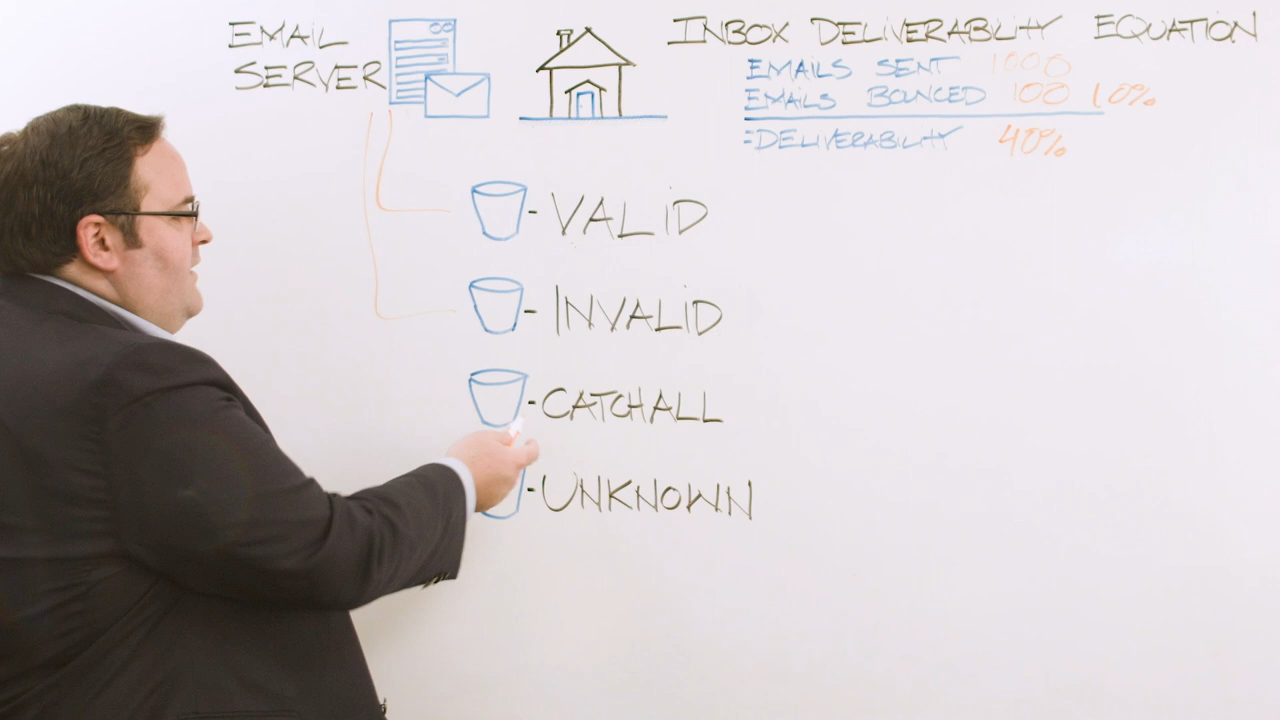 EMAIL
SERVER
INBOX DELIVERABILITY EQUATION
EMAILS SENT 1000
EMAILS BOUNCED 100 10%
=DELIVERABILITY 40%
-VALID
-INVALID
-CATCHALL
-UNKNOWN